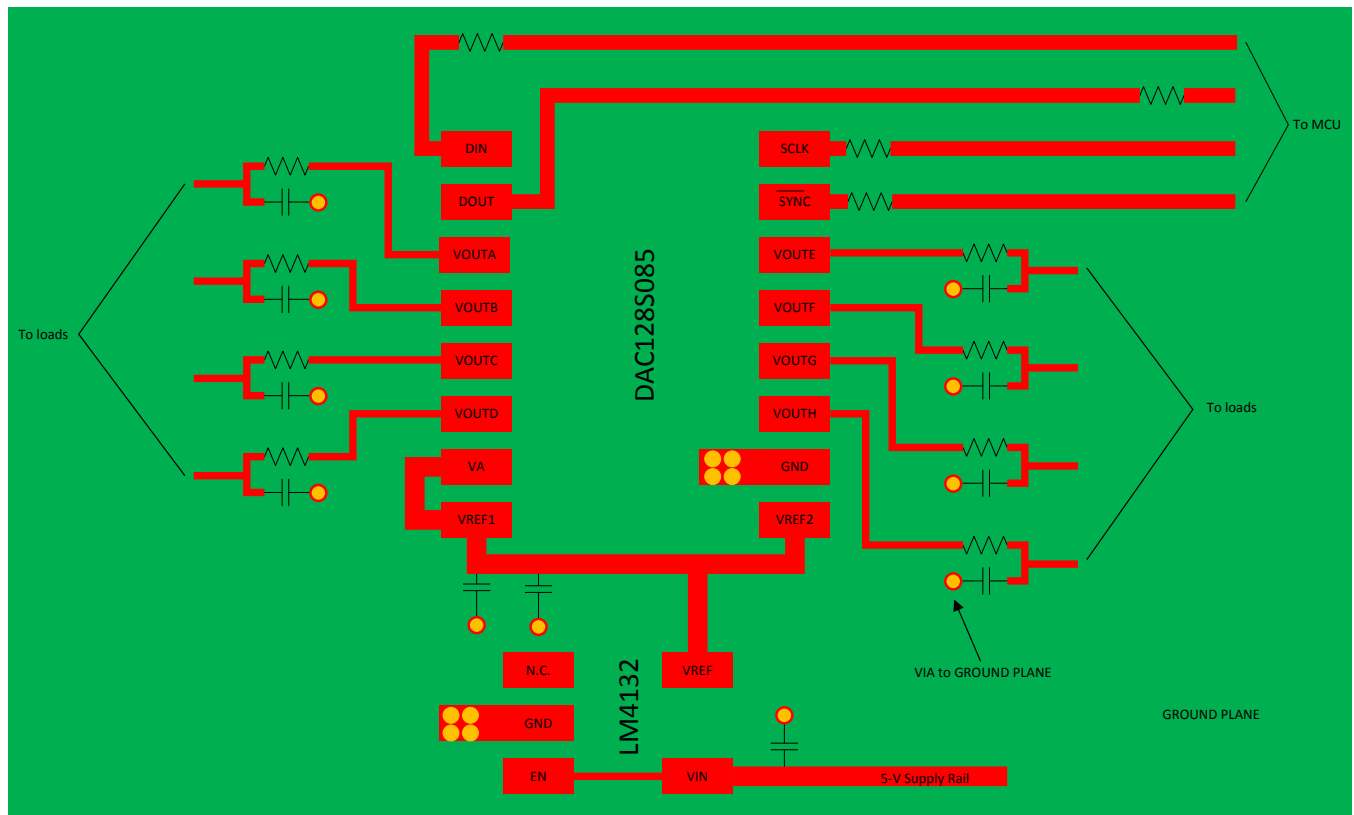 To MCU
DIN
SCLK
DOUT
SYNC
VOUTA
VOUTE
VOUTB
VOUTF
To loads
DAC128S085
VOUTC
VOUTG
To loads
VOUTD
VOUTH
VA
GND
VREF1
VREF2
N.C.
LM4132
VREF
VIA to GROUND PLANE
GND
GROUND PLANE
EN
VIN
5-V Supply Rail